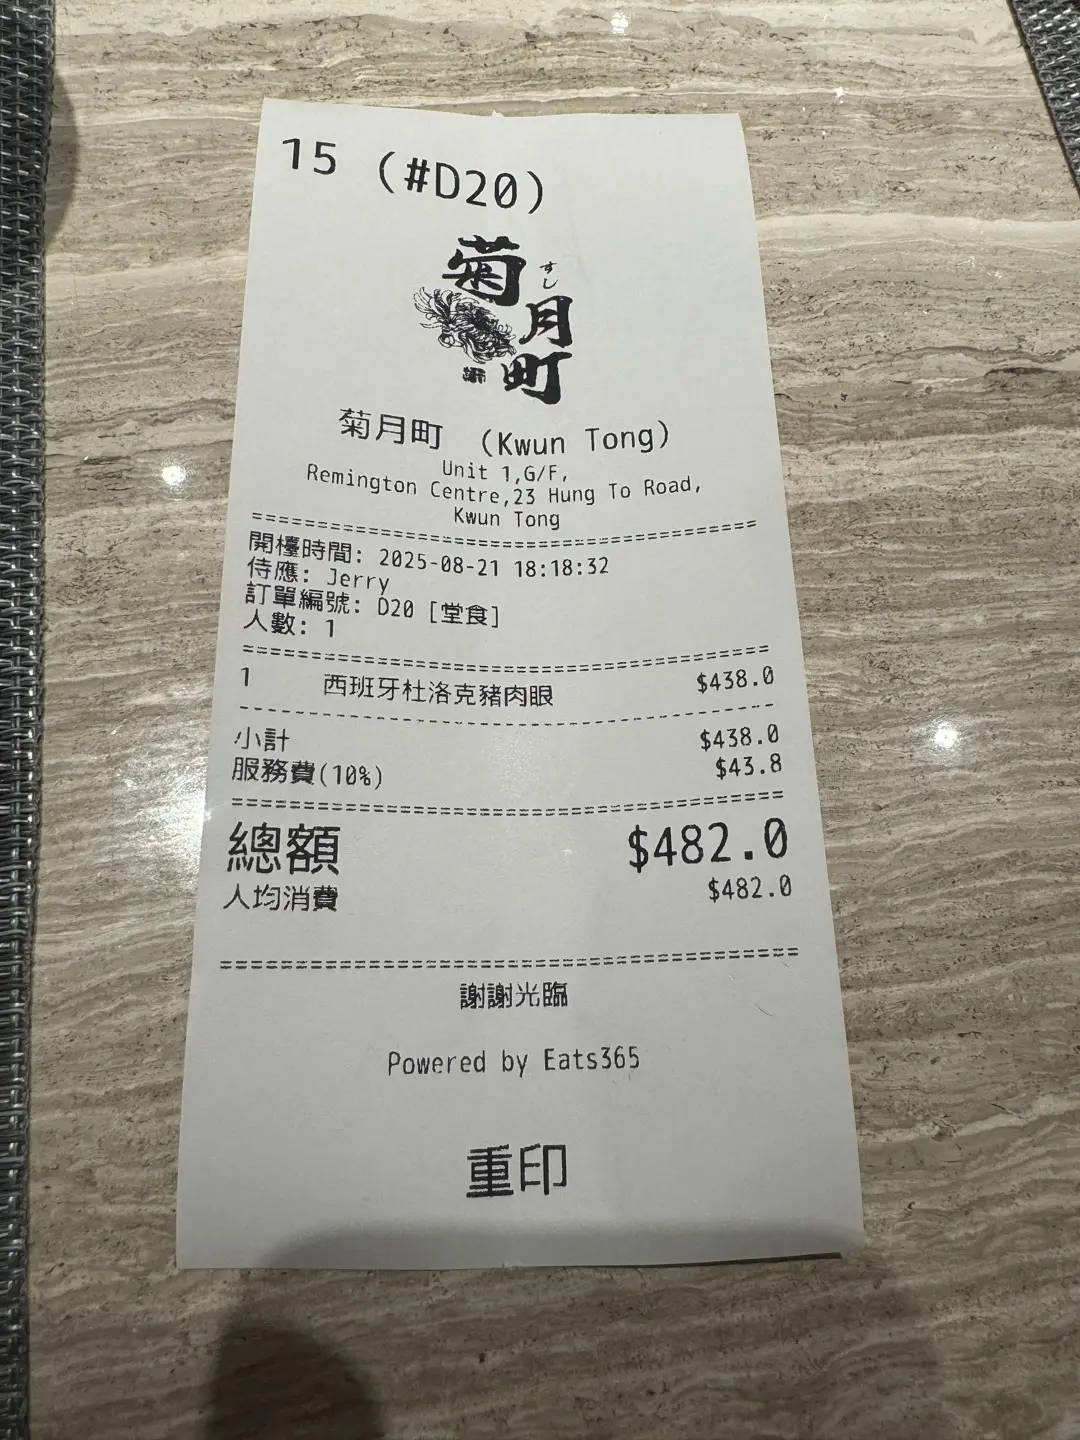 15 (#D20)
菊月町
すし
菊月町 (Kwun Tong)
Unit 1,G/F,
Remington Centre,23 Hung To Road,
Kwun Tong
開檯時間: 2025-08-21 18:18:32
侍應: Jerry
訂單編號: D20 [堂食]
人數: 1
1 西班牙杜洛克豬肉眼 $438.0
小計 $438.0
服務費(10%) $43.8
總額 $482.0
人均消費 $482.0
謝謝光臨
Powered by Eats365
重印